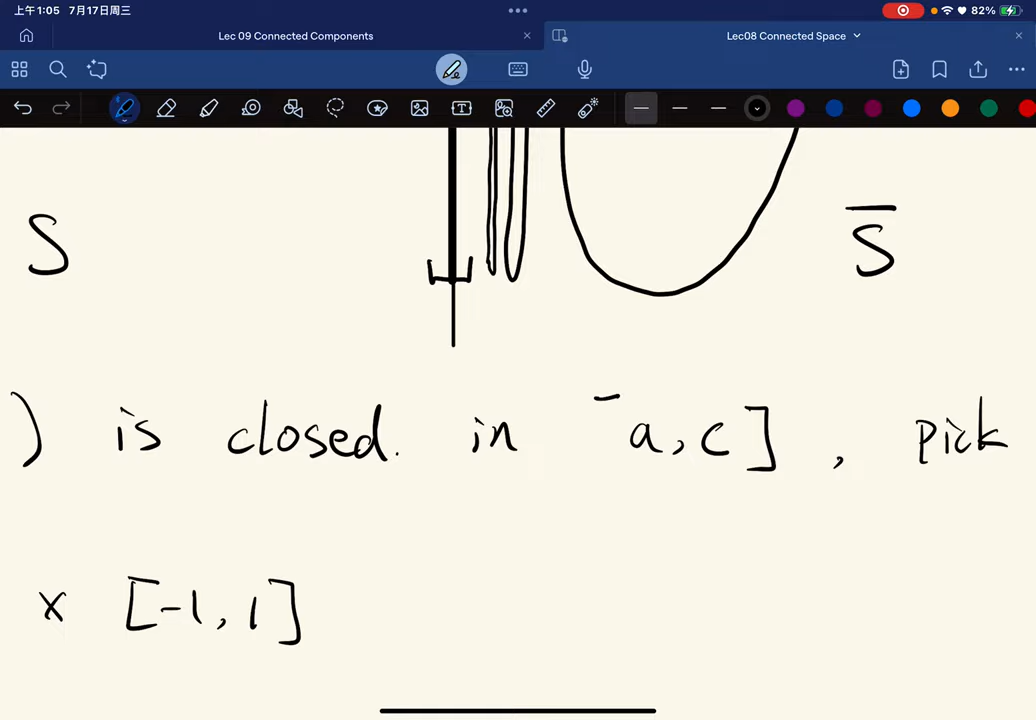 上午1:05 7月17日周三 82%
Lec 09 Connected Components Lec08 Connected Space
S S̅
) is closed. in ‾a, c] , pick
x [-1, 1]